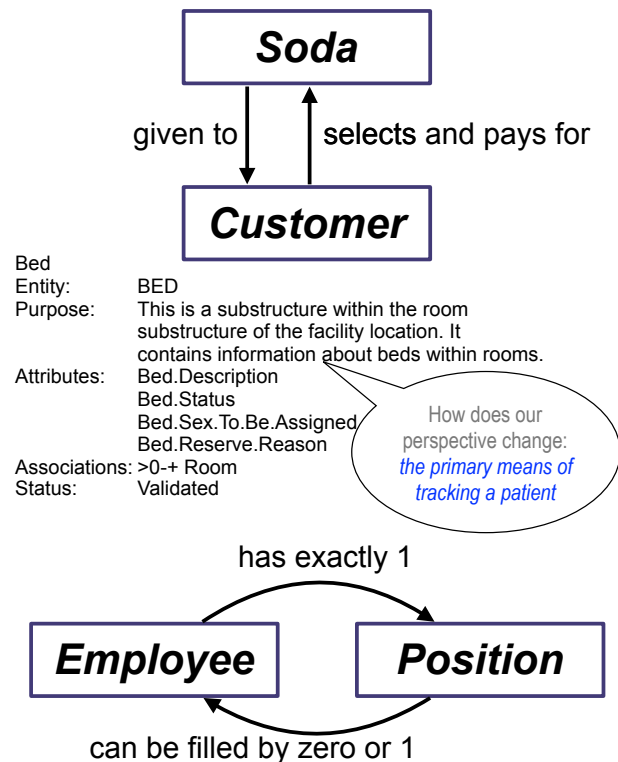 Soda
given to
selects and pays for
Customer
Bed
Entity: BED
Purpose: This is a substructure within the room
substructure of the facility location. It
contains information about beds within rooms.
Attributes: Bed.Description
Bed.Status
Bed.Sex.To.Be.Assigned
Bed.Reserve.Reason
Associations: >0-+ Room
Status: Validated
How does our
perspective change:
the primary means of
tracking a patient
has exactly 1
Employee
Position
can be filled by zero or 1